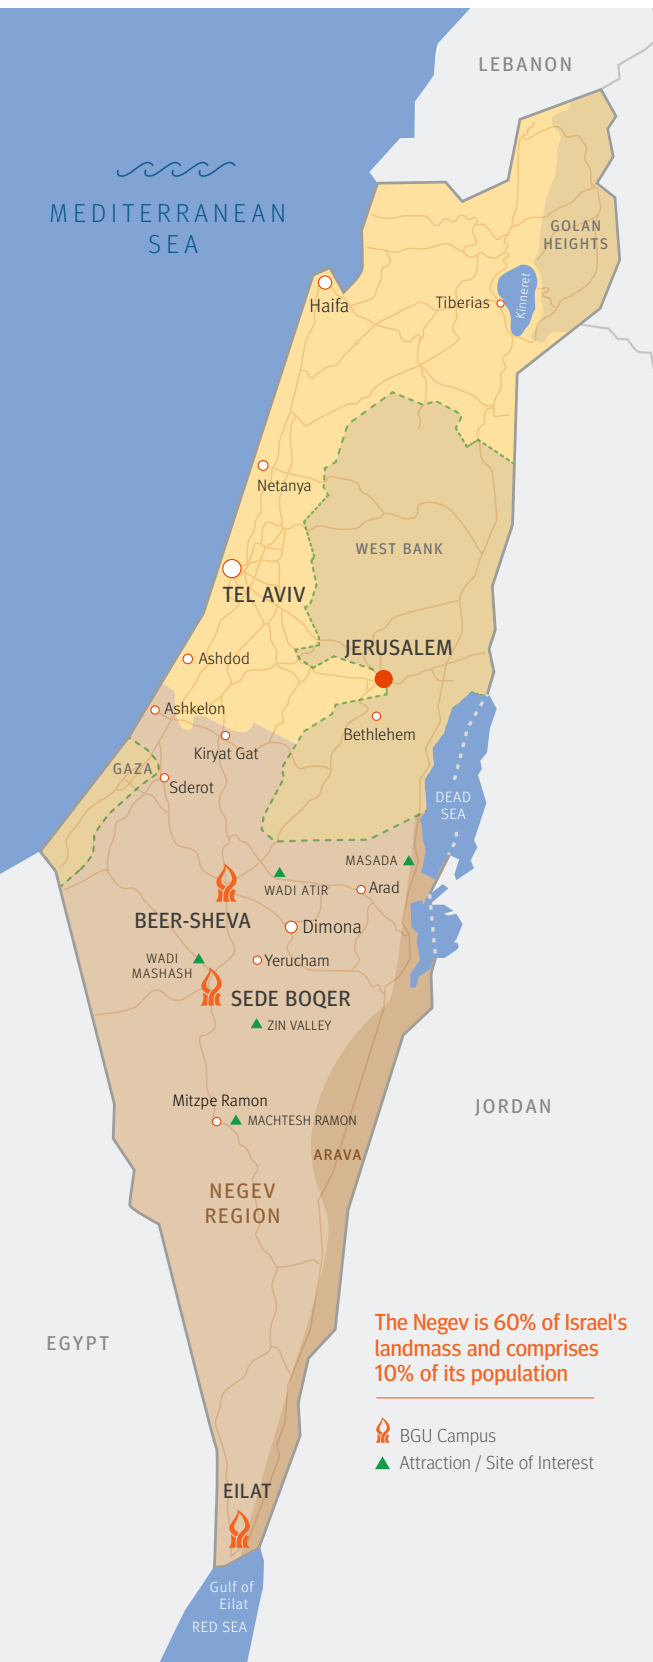 LEBANON
MEDITERRANEAN
SEA
GOLAN
HEIGHTS
Kinneret
Tiberias
Haifa
Netanya
WEST BANK
TEL AVIV
JERUSALEM
Ashdod
Ashkelon
Bethlehem
Kiryat Gat
GAZA
Sderot
DEAD
SEA
MASADA
WADI ATIR
Arad
BEER-SHEVA
Dimona
WADI
MASHASH
Yerucham
SEDE BOQER
ZIN VALLEY
Mitzpe Ramon
MACHTESH RAMON
JORDAN
ARAVA
NEGEV
REGION
EGYPT
The Negev is 60% of Israel's
landmass and comprises
10% of its population
BGU Campus
Attraction / Site of Interest
EILAT
Gulf of
Eilat
RED SEA